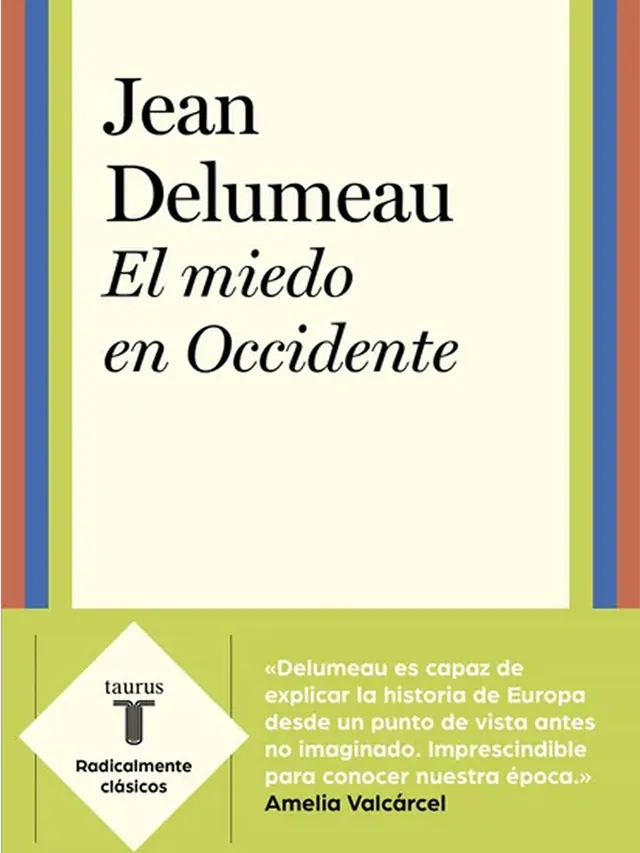 Jean
Delumeau
El miedo
en Occidente
taurus
T
Radicalmente
clásicos
«Delumeau es capaz de
explicar la historia de Europa
desde un punto de vista antes
no imaginado. Imprescindible
para conocer nuestra época.»
Amelia Valcárcel